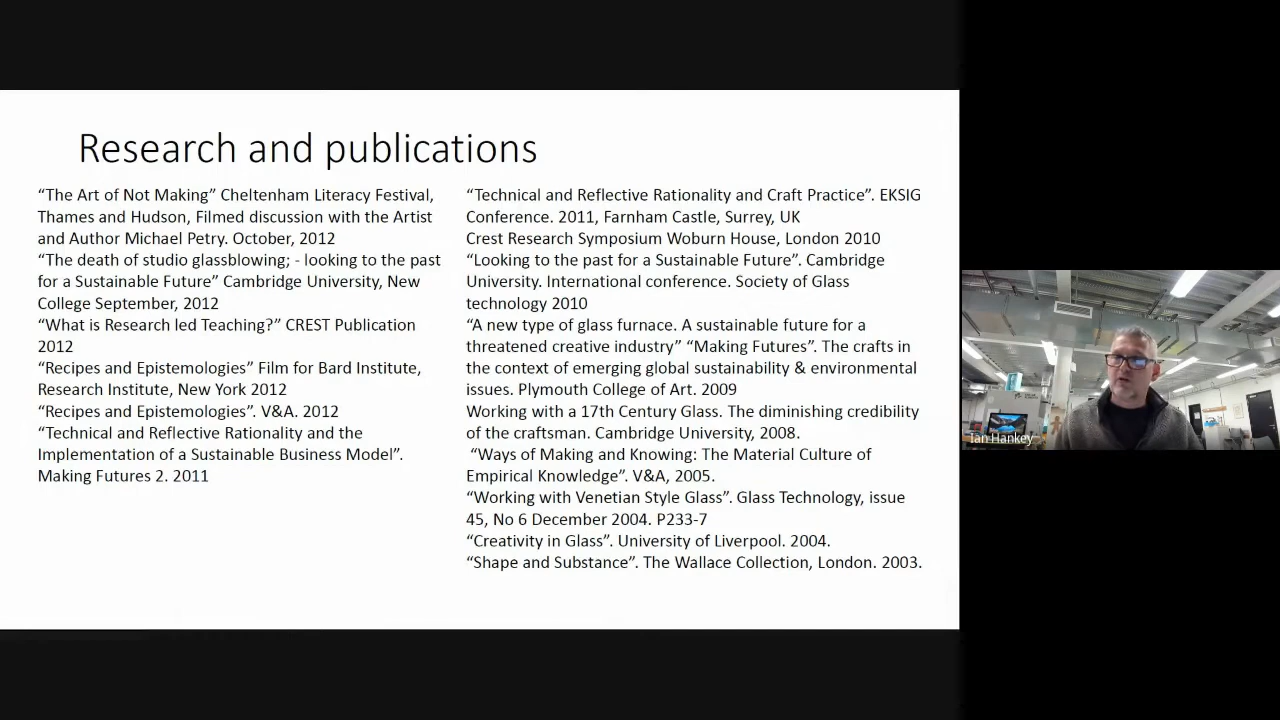 Research and publications
“The Art of Not Making” Cheltenham Literacy Festival,
Thames and Hudson, Filmed discussion with the Artist
and Author Michael Petry. October, 2012
“The death of studio glassblowing; - looking to the past
for a Sustainable Future” Cambridge University, New
College September, 2012
“What is Research led Teaching?” CREST Publication
2012
“Recipes and Epistemologies” Film for Bard Institute,
Research Institute, New York 2012
“Recipes and Epistemologies”. V&A. 2012
“Technical and Reflective Rationality and the
Implementation of a Sustainable Business Model”.
Making Futures 2. 2011
“Technical and Reflective Rationality and Craft Practice”. EKSIG
Conference. 2011, Farnham Castle, Surrey, UK
Crest Research Symposium Woburn House, London 2010
“Looking to the past for a Sustainable Future”. Cambridge
University. International conference. Society of Glass
technology 2010
“A new type of glass furnace. A sustainable future for a
threatened creative industry” “Making Futures”. The crafts in
the context of emerging global sustainability & environmental
issues. Plymouth College of Art. 2009
Working with a 17th Century Glass. The diminishing credibility
of the craftsman. Cambridge University, 2008.
“Ways of Making and Knowing: The Material Culture of
Empirical Knowledge”. V&A, 2005.
“Working with Venetian Style Glass”. Glass Technology, issue
45, No 6 December 2004. P233-7
“Creativity in Glass”. University of Liverpool. 2004.
“Shape and Substance”. The Wallace Collection, London. 2003.
Ian Hankey